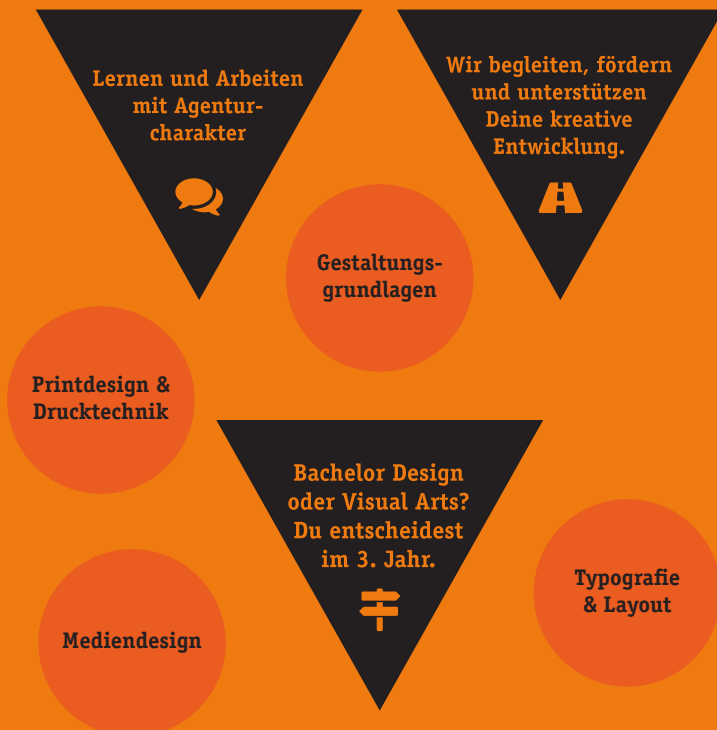 Lernen und Arbeiten
mit Agentur-
charakter
Wir begleiten, fördern
und unterstützen
Deine kreative
Entwicklung.
Gestaltungs-
grundlagen
Printdesign &
Drucktechnik
Bachelor Design
oder Visual Arts?
Du entscheidest
im 3. Jahr.
Typografie
& Layout
Mediendesign